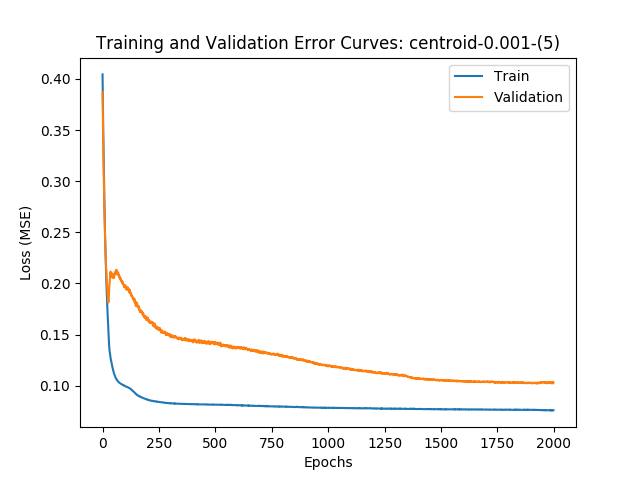 Training and Validation Error Curves: centroid-0.001-(5)
Train
Validation
0.40
0.35
0.30
0.25
0.20
0.15
0.10
Loss (MSE)
0 250 500 750 1000 1250 1500 1750 2000
Epochs